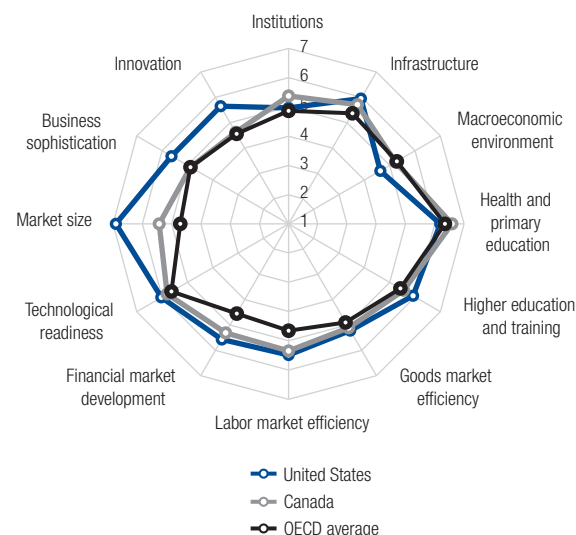 Institutions
Infrastructure
Macroeconomic
environment
Health and
primary
education
Higher education
and training
Goods market
efficiency
Labor market efficiency
Financial market
development
Technological
readiness
Market size
Business
sophistication
Innovation
7
6
5
4
3
2
1
United States
Canada
OECD average